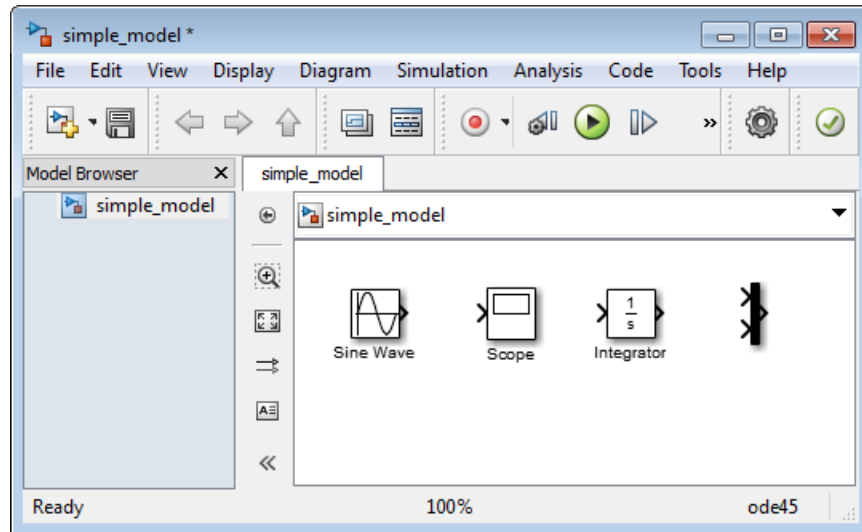 simple_model *
File Edit View Display Diagram Simulation Analysis Code Tools Help
»
Model Browser X simple_model
simple_model
simple_model
A
1
s
Sine Wave Scope Integrator
Ready 100% ode45